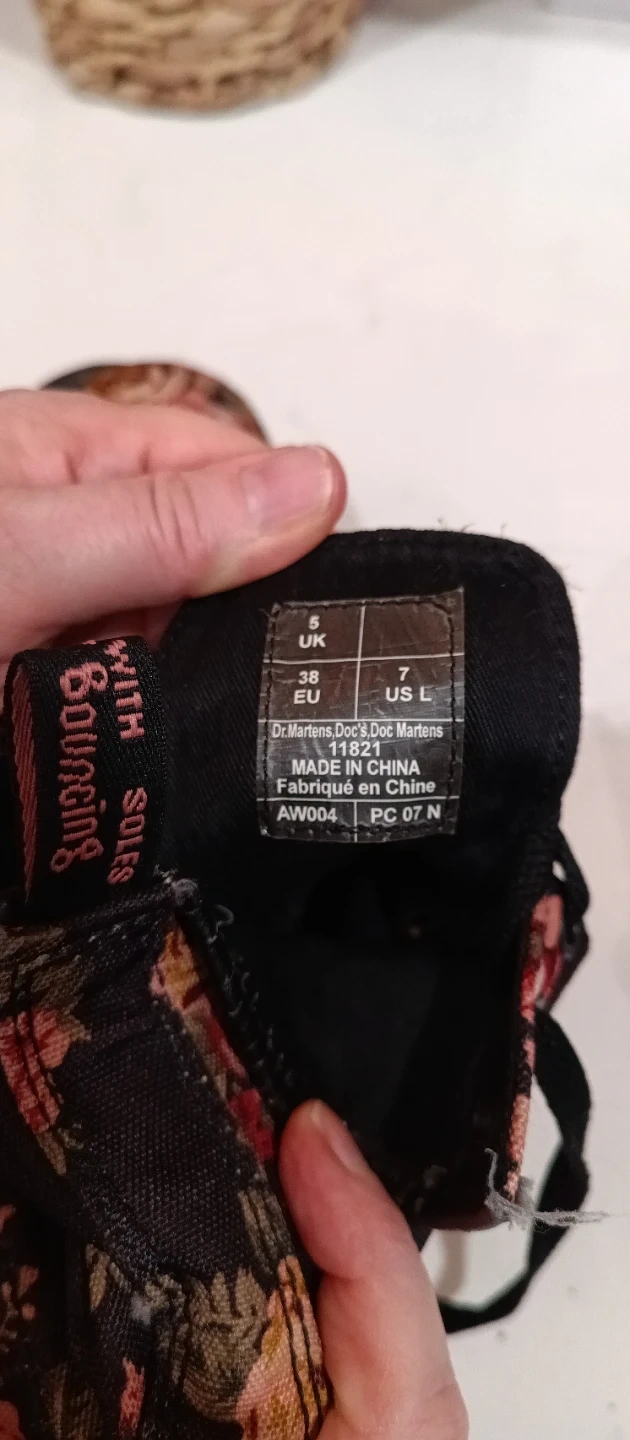 5
UK
38
EU
7
US L
Dr.Martens,Doc's,Doc Martens
11821
MADE IN CHINA
Fabriqué en Chine
AW004
PC 07 N
WITH
Bouncing
SOLES